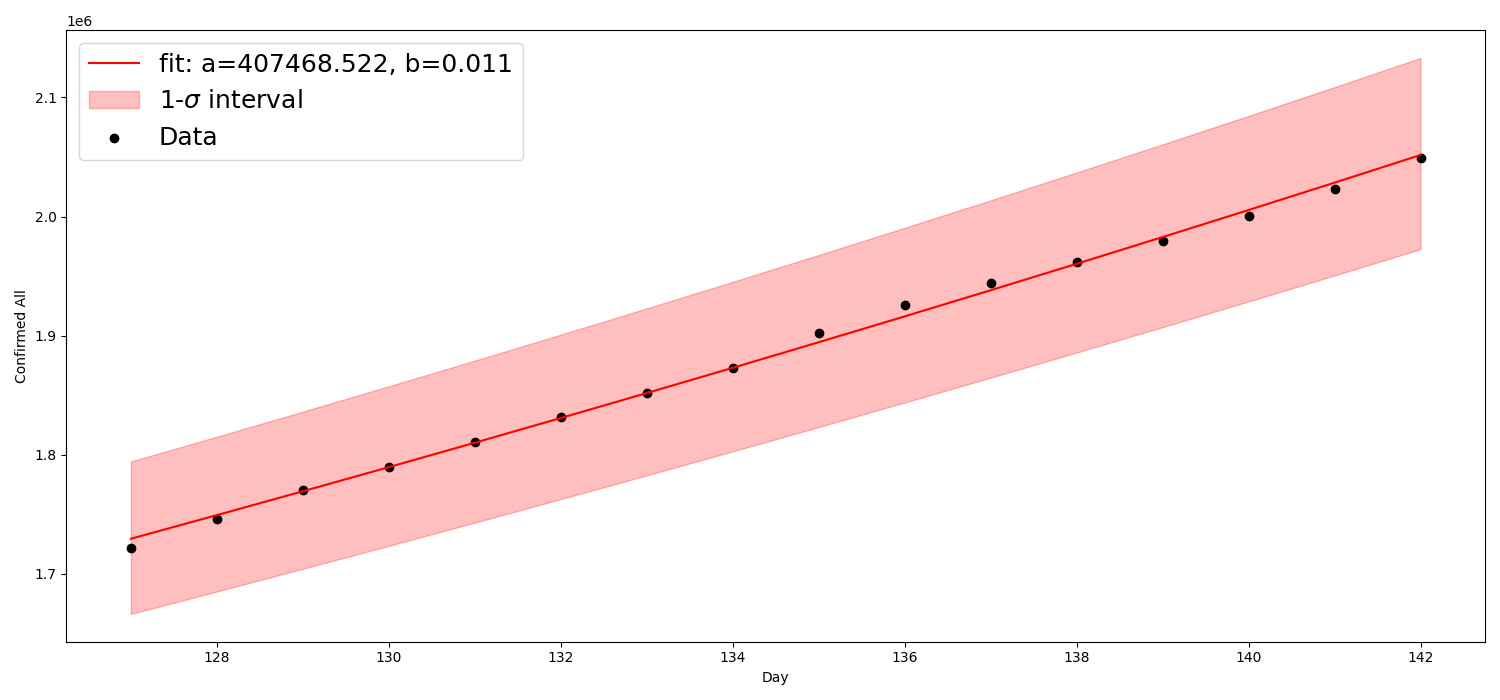 1e6
fit: a=407468.522, b=0.011
1-σ interval
Data
2.1
2.0
1.9
1.8
1.7
Confirmed All
128 130 132 134 136 138 140 142
Day